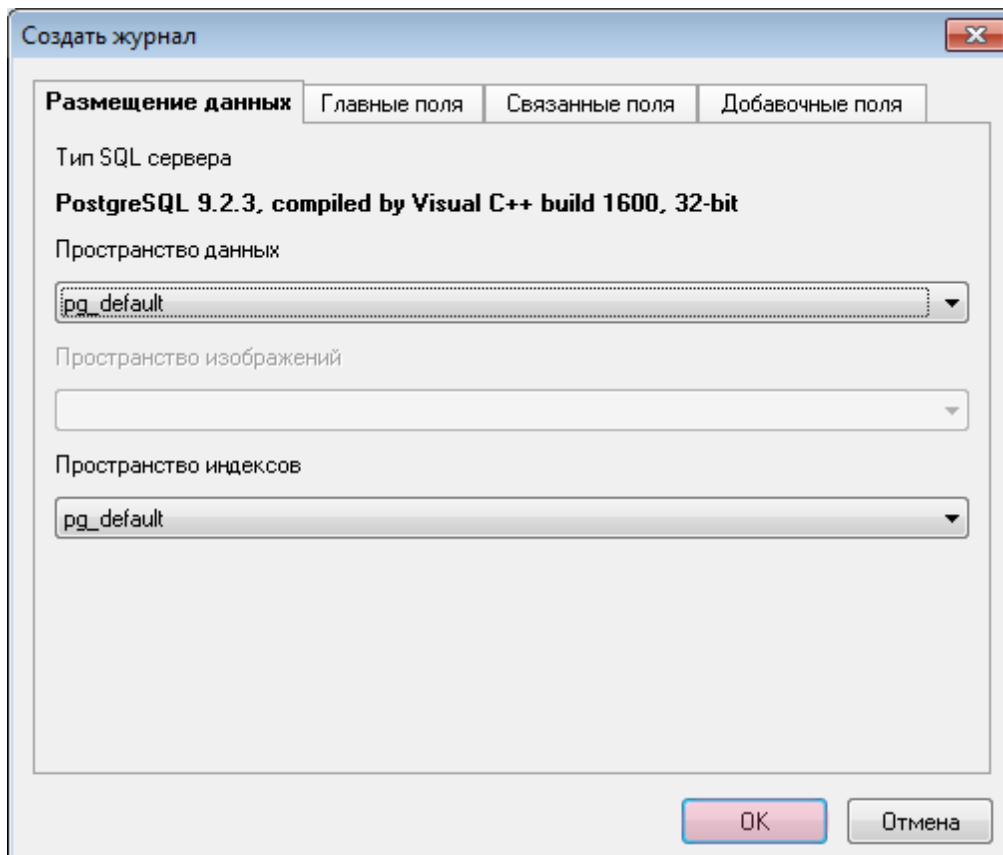 Создать журнал
Размещение данных Главные поля Связанные поля Добавочные поля
Тип SQL сервера
PostgreSQL 9.2.3, compiled by Visual C++ build 1600, 32-bit
Пространство данных
pg_default
Пространство изображений
Пространство индексов
pg_default
OK Отмена